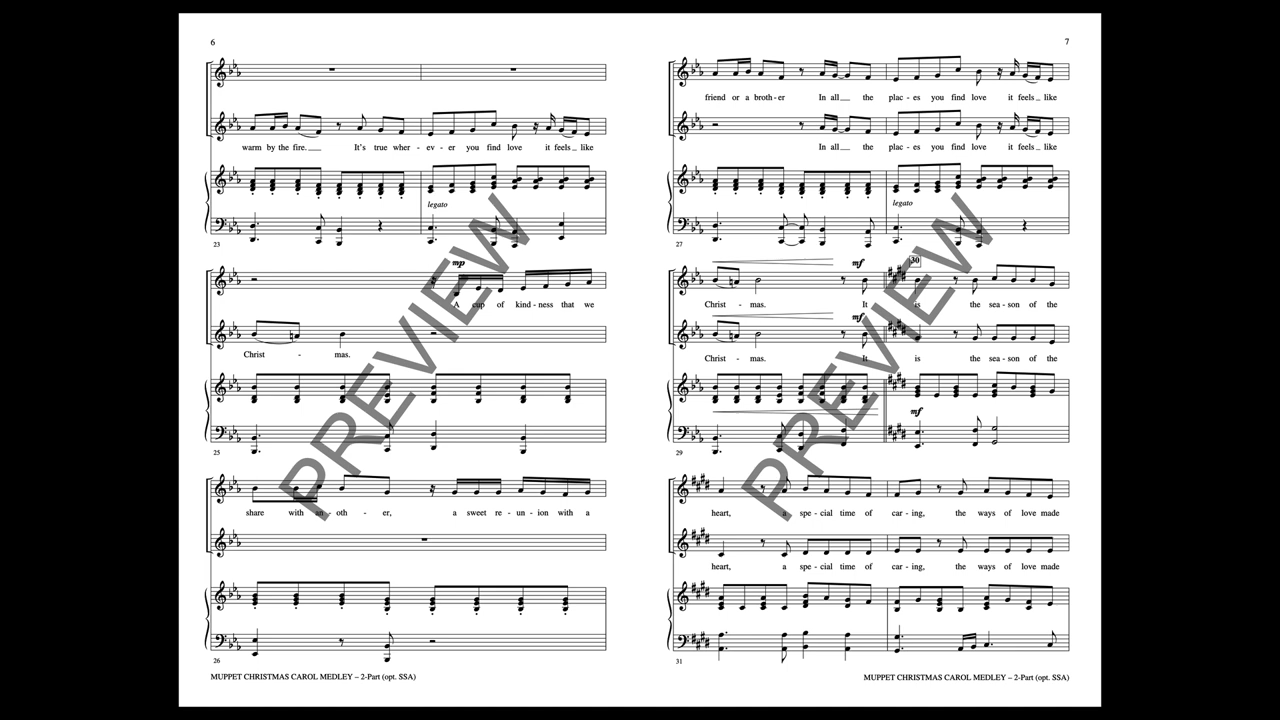 6
warm by the fire.__ It's true wher - ev - er you find love it feels _ like
legato
23
mp
A cup of kind - ness that we
Christ - mas.
25
share with an - oth - er, a sweet re - un - ion with a
26
MUPPET CHRISTMAS CAROL MEDLEY – 2-Part (opt. SSA)
PREVIEW
7
friend or a broth - er In all__ the plac - es you find love it feels _ like
In all__ the plac - es you find love it feels _ like
legato
27
mf
30
Christ - mas. It is the sea - son of the
mf
Christ - mas. It is the sea - son of the
mf
29
heart, a spe - cial time of car - ing, the ways of love made
heart, a spe - cial time of car - ing, the ways of love made
31
MUPPET CHRISTMAS CAROL MEDLEY – 2-Part (opt. SSA)
PREVIEW